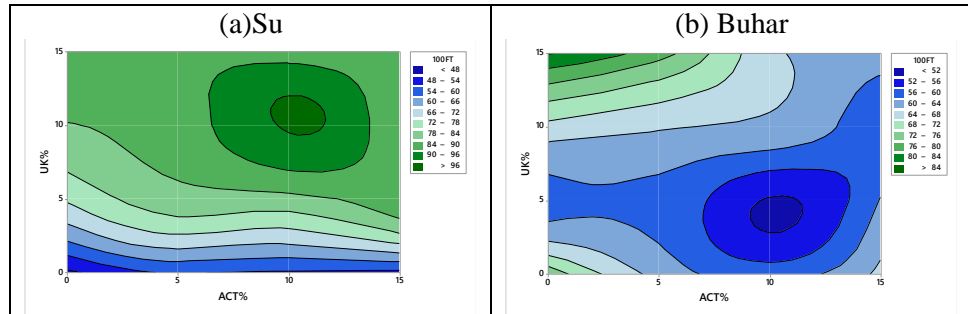 (a)Su
15
10
5
0
UK%
0
5
10
15
ACT%
100FT
< 48
48 – 54
54 – 60
60 – 66
66 – 72
72 – 78
78 – 84
84 – 90
90 – 96
> 96
(b) Buhar
15
10
5
0
UK%
0
5
10
15
ACT%
100FT
< 52
52 – 56
56 – 60
60 – 64
64 – 68
68 – 72
72 – 76
76 – 80
80 – 84
> 84